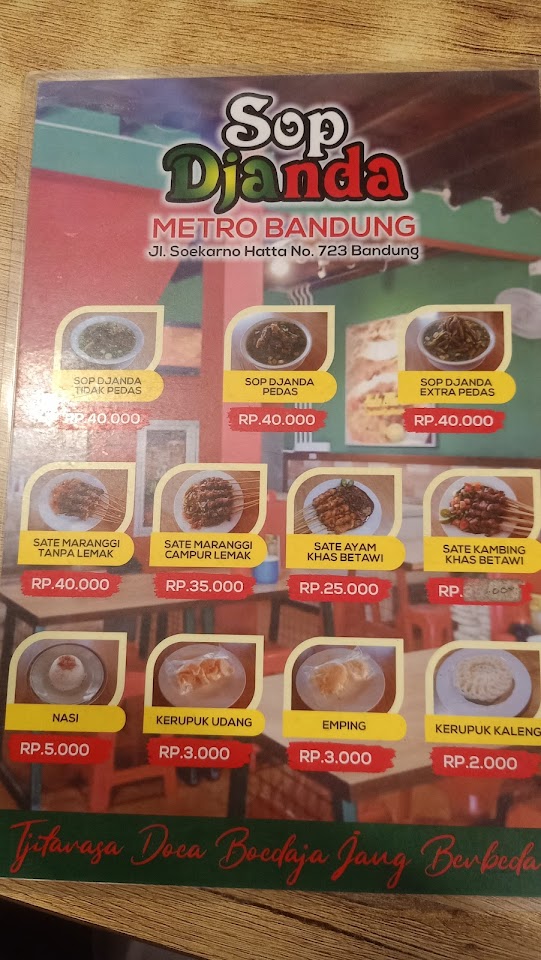 Sop
Djanda
METRO BANDUNG
Jl. Soekarno Hatta No. 723 Bandung
SOP DJANDA
TIDAK PEDAS
RP.40.000
SOP DJANDA
PEDAS
RP.40.000
SOP DJANDA
EXTRA PEDAS
RP.40.000
SATE MARANGGI
TANPA LEMAK
RP.40.000
SATE MARANGGI
CAMPUR LEMAK
RP.35.000
SATE AYAM
KHAS BETAWI
RP.25.000
SATE KAMBING
KHAS BETAWI
RP.
NASI
RP.5.000
KERUPUK UDANG
RP.3.000
EMPING
RP.3.000
KERUPUK KALENG
RP.2.000
Tjitarasa Doea Boedaja Jang Berbeda